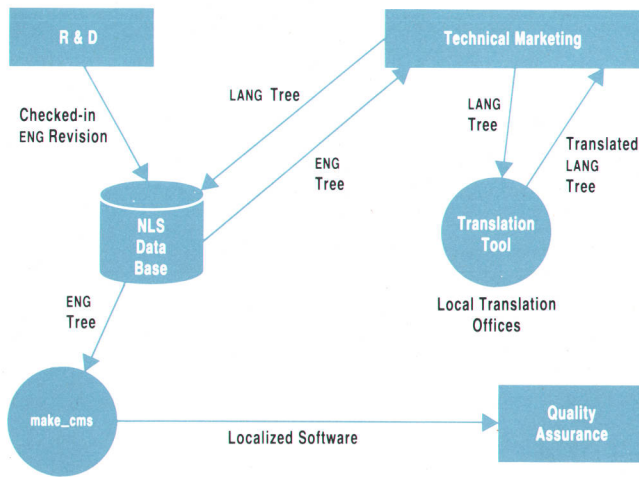 R & D
Technical Marketing
LANG Tree
Checked-in
ENG Revision
LANG
Tree
Translated
LANG
Tree
ENG
Tree
NLS
Data
Base
Translation
Tool
Local Translation
Offices
ENG
Tree
make_cms
Localized Software
Quality
Assurance